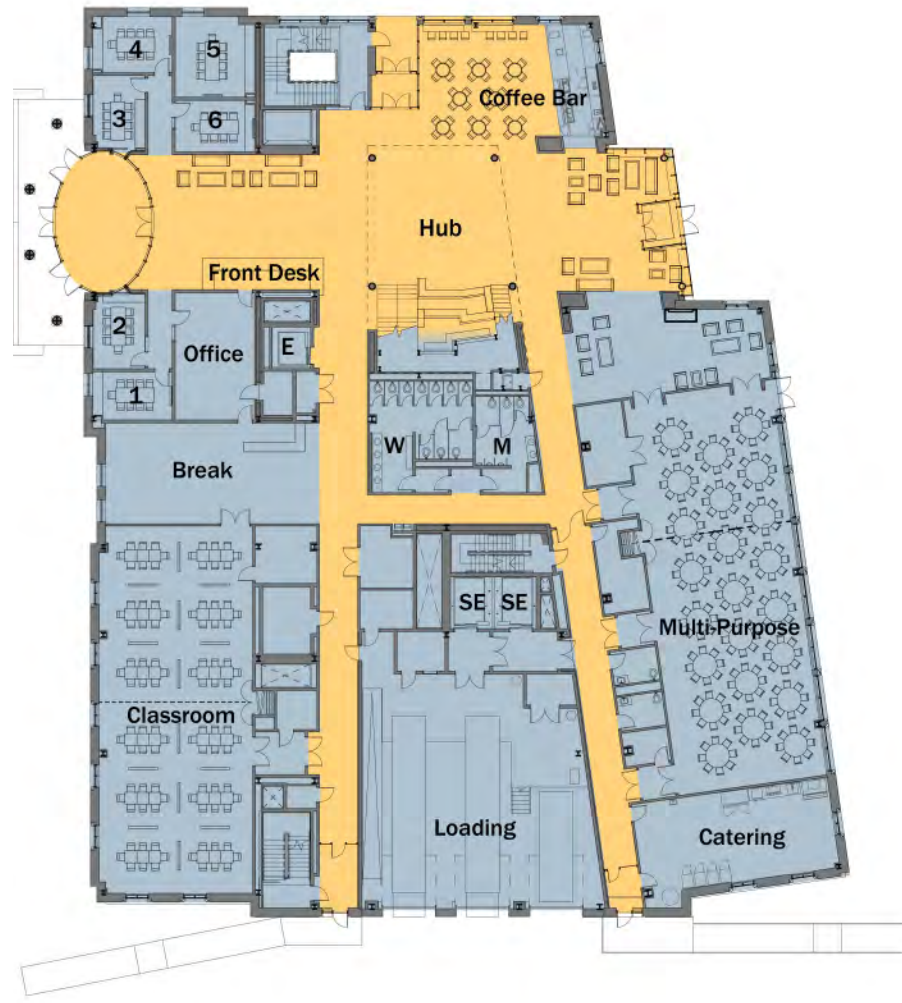 4
5
3
6
Coffee Bar
Hub
Front Desk
2
Office
E
1
W
M
Break
SE
SE
Multi-Purpose
Classroom
Loading
Catering